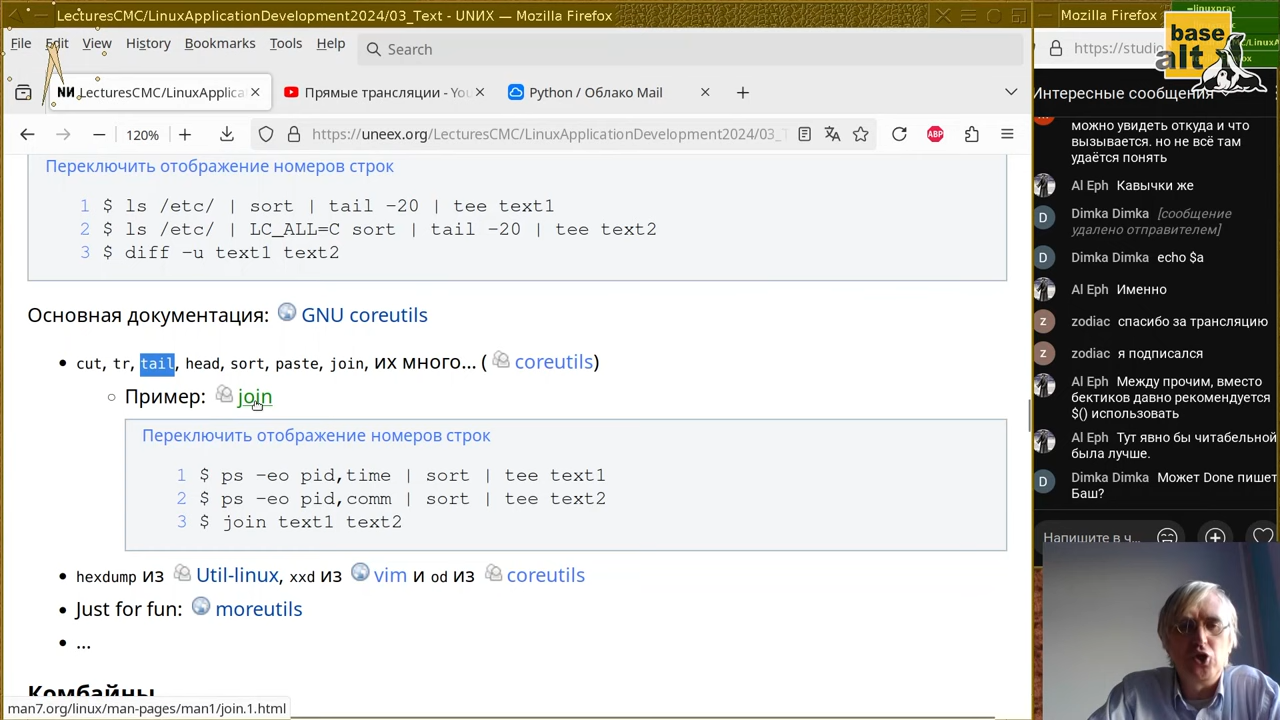 LecturesCMC/LinuxApplicationDevelopment2024/03_Text - UNИX — Mozilla Firefox
Mozilla Firefox
base
alt
File Edit View History Bookmarks Tools Help
Search
https://studio.
NИ. LecturesCMC/LinuxApplica
Прямые трансляции - You
Python / Облако Mail
Интересные сообщения
120%
https://uneex.org/LecturesCMC/LinuxApplicationDevelopment2024/03_T
ABP
Переключить отображение номеров строк
1 $ ls /etc/ | sort | tail -20 | tee text1
2 $ ls /etc/ | LC_ALL=C sort | tail -20 | tee text2
3 $ diff -u text1 text2
Основная документация: GNU coreutils
• cut, tr, tail, head, sort, paste, join, их много… ( coreutils)
Пример: join
Переключить отображение номеров строк
1 $ ps -eo pid,time | sort | tee text1
2 $ ps -eo pid,comm | sort | tee text2
3 $ join text1 text2
• hexdump из Util-linux, xxd из vim и od из coreutils
• Just for fun: moreutils
• …
Комбайны
man7.org/linux/man-pages/man1/join.1.html
можно увидеть откуда и что
вызывается. но не всё там
удаётся понять
Al Eph Кавычки же
D Dimka Dimka [сообщение
удалено отправителем]
D Dimka Dimka echo $a
Al Eph Именно
z zodiac спасибо за трансляцию
z zodiac я подписался
Al Eph Между прочим, вместо
бектиков давно рекомендуется
$() использовать
Al Eph Тут явно бы читабельной
была лучше.
D Dimka Dimka Может Done пишет
Баш?
Напишите в ч...